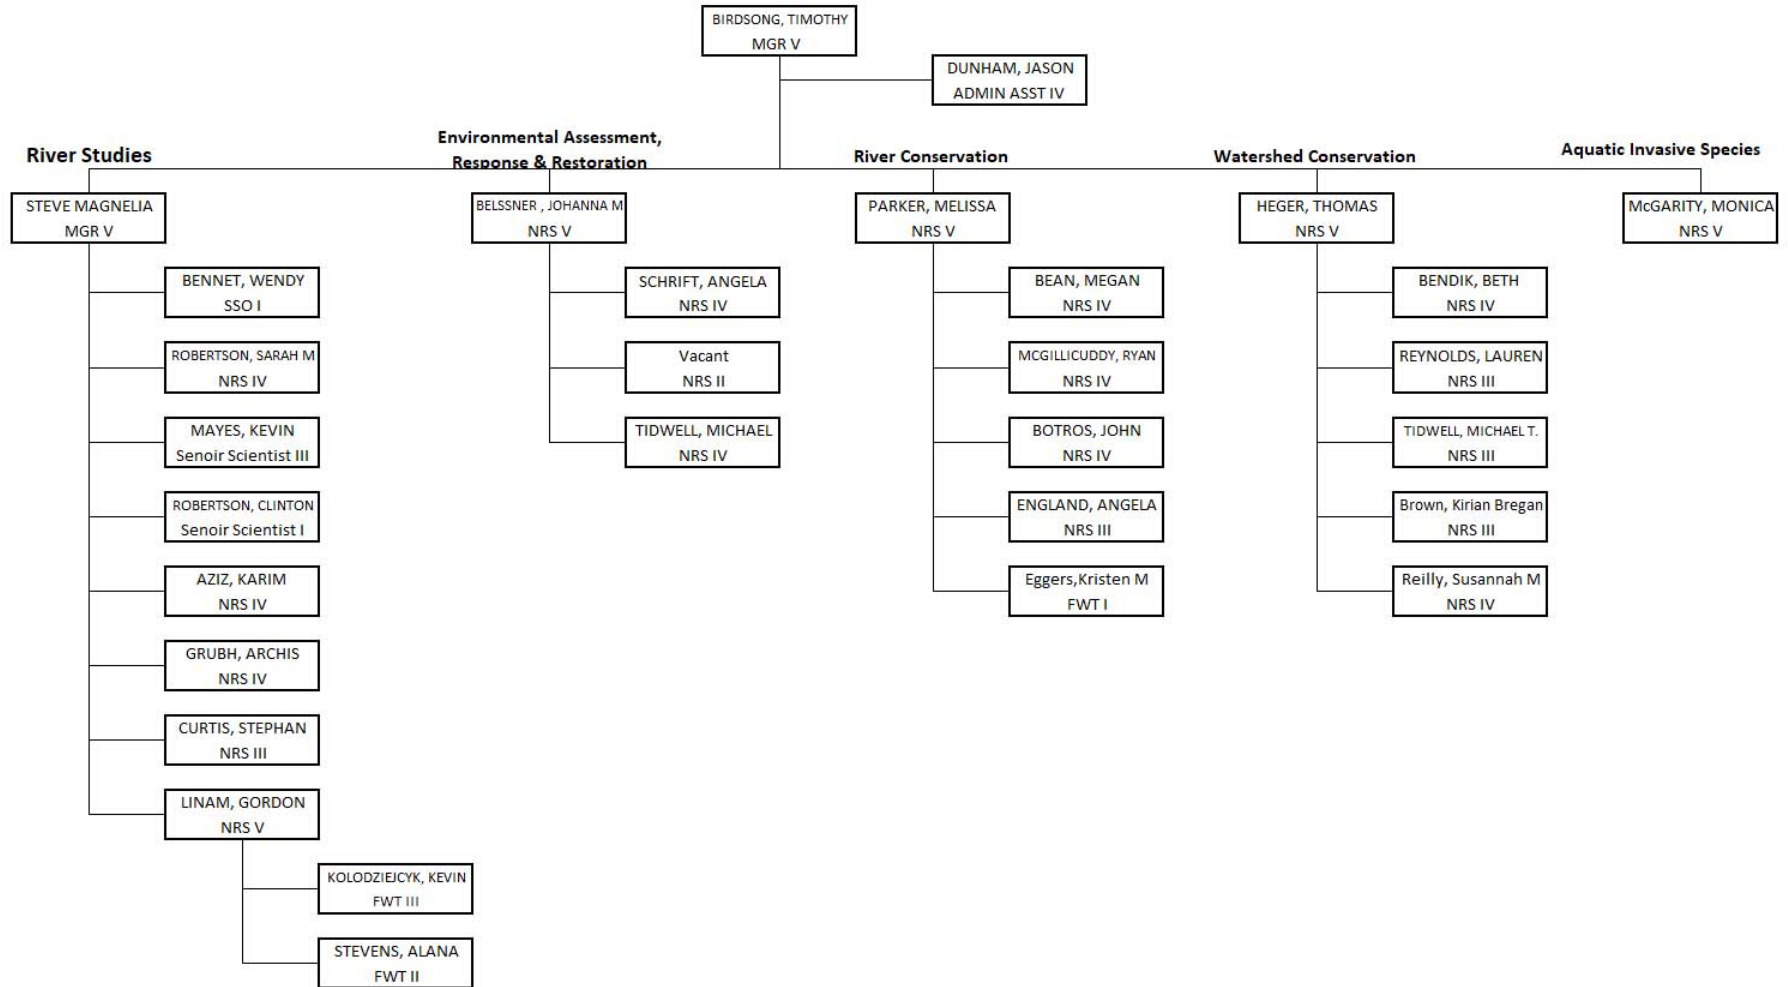 BIRDSONG, TIMOTHY
MGR V
DUNHAM, JASON
ADMIN ASST IV
River Studies
Environmental Assessment,
Response & Restoration
River Conservation
Watershed Conservation
Aquatic Invasive Species
STEVE MAGNELIA
MGR V
BELSSNER , JOHANNA M
NRS V
PARKER, MELISSA
NRS V
HEGER, THOMAS
NRS V
McGARITY, MONICA
NRS V
BENNET, WENDY
SSO I
ROBERTSON, SARAH M
NRS IV
MAYES, KEVIN
Senoir Scientist III
ROBERTSON, CLINTON
Senoir Scientist I
AZIZ, KARIM
NRS IV
GRUBH, ARCHIS
NRS IV
CURTIS, STEPHAN
NRS III
LINAM, GORDON
NRS V
KOLODZIEJCYK, KEVIN
FWT III
STEVENS, ALANA
FWT II
SCHRIFT, ANGELA
NRS IV
Vacant
NRS II
TIDWELL, MICHAEL
NRS IV
BEAN, MEGAN
NRS IV
MCGILLICUDDY, RYAN
NRS IV
BOTROS, JOHN
NRS IV
ENGLAND, ANGELA
NRS III
Eggers,Kristen M
FWT I
BENDIK, BETH
NRS IV
REYNOLDS, LAUREN
NRS III
TIDWELL, MICHAEL T.
NRS III
Brown, Kirian Bregan
NRS III
Reilly, Susannah M
NRS IV